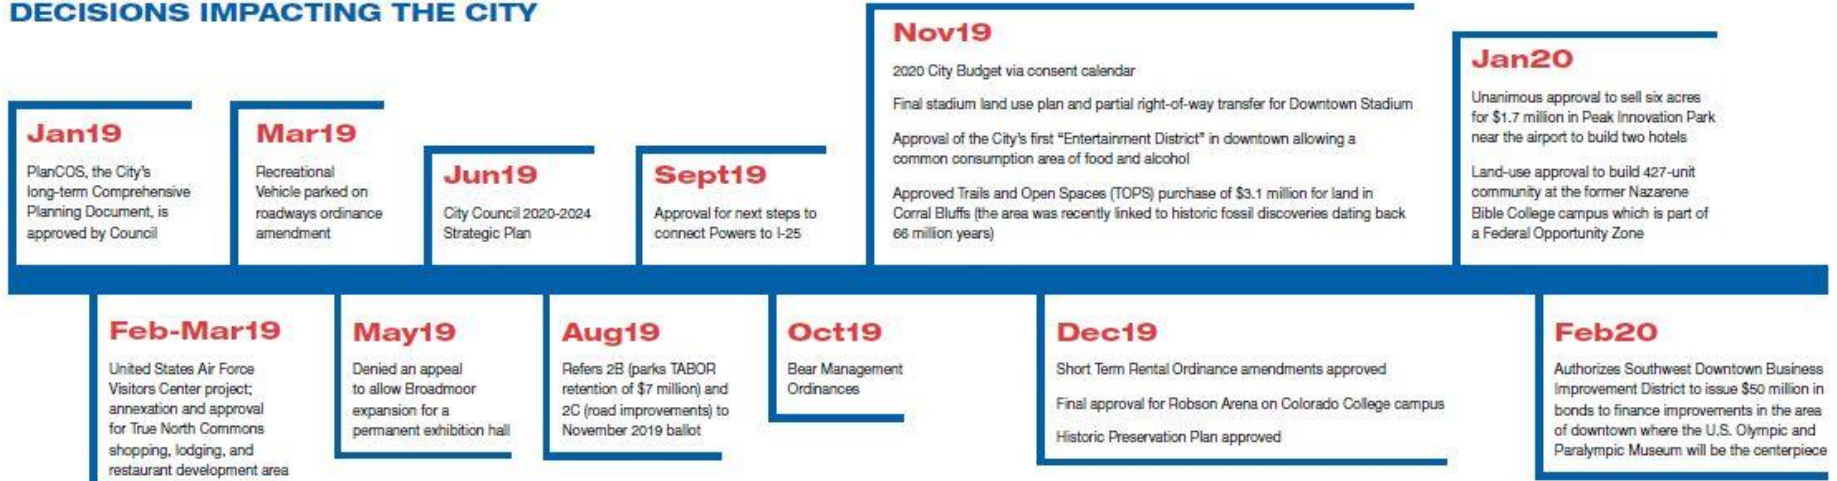 DECISIONS IMPACTING THE CITY
Jan19
PlanCOS, the City's
long-term Comprehensive
Planning Document, is
approved by Council
Feb-Mar19
United States Air Force
Visitors Center project;
annexation and approval
for True North Commons
shopping, lodging, and
restaurant development area
Mar19
Recreational
Vehicle parked on
roadways ordinance
amendment
May19
Denied an appeal
to allow Broadmoor
expansion for a
permanent exhibition hall
Jun19
City Council 2020-2024
Strategic Plan
Aug19
Refers 2B (parks TABOR
retention of $7 million) and
2C (road improvements) to
November 2019 ballot
Sept19
Approval for next steps to
connect Powers to I-25
Oct19
Bear Management
Ordinances
Nov19
2020 City Budget via consent calendar
Final stadium land use plan and partial right-of-way transfer for Downtown Stadium
Approval of the City's first “Entertainment District” in downtown allowing a
common consumption area of food and alcohol
Approved Trails and Open Spaces (TOPS) purchase of $3.1 million for land in
Corral Bluffs (the area was recently linked to historic fossil discoveries dating back
66 million years)
Dec19
Short Term Rental Ordinance amendments approved
Final approval for Robson Arena on Colorado College campus
Historic Preservation Plan approved
Jan20
Unanimous approval to sell six acres
for $1.7 million in Peak Innovation Park
near the airport to build two hotels
Land-use approval to build 427-unit
community at the former Nazarene
Bible College campus which is part of
a Federal Opportunity Zone
Feb20
Authorizes Southwest Downtown Business
Improvement District to issue $50 million in
bonds to finance improvements in the area
of downtown where the U.S. Olympic and
Paralympic Museum will be the centerpiece